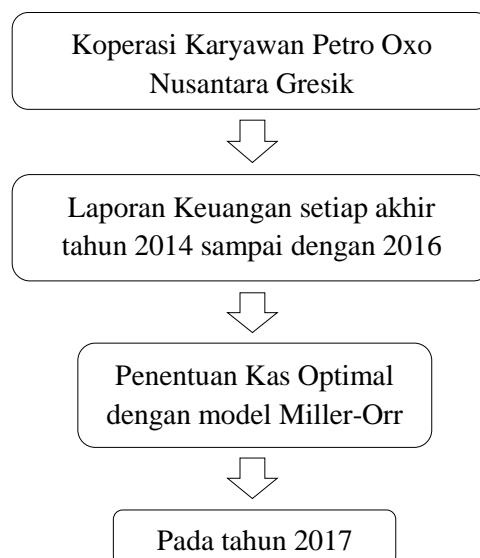 Koperasi Karyawan Petro Oxo
Nusantara Gresik
Laporan Keuangan setiap akhir
tahun 2014 sampai dengan 2016
Penentuan Kas Optimal
dengan model Miller-Orr
Pada tahun 2017